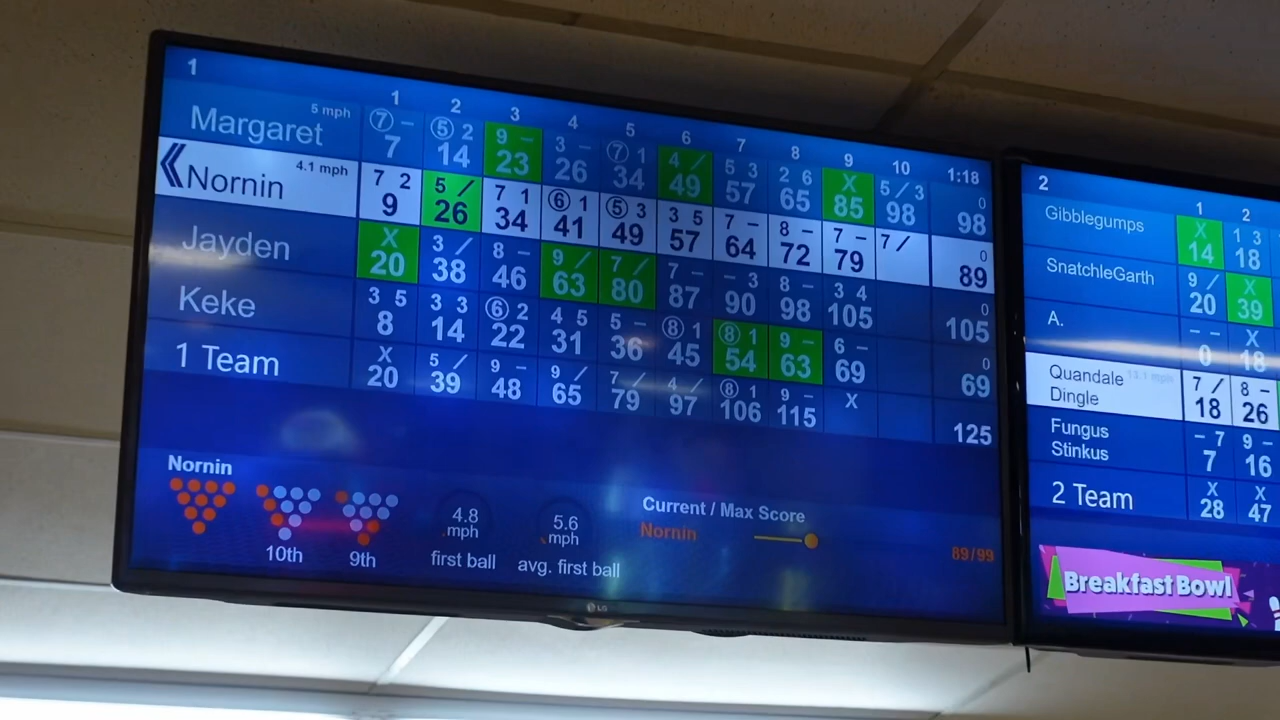 1
1 2 3 4 5 6 7 8 9 10 1:18
Margaret 5 mph ⑦ – ⑤ 2 9 – 3 – ⑦ 1 4 / 5 3 2 6 X 5 / 3 0
7 14 23 26 34 49 57 65 85 98 98
Nornin 4.1 mph 7 2 5 / 7 1 ⑥ 1 ⑤ 3 3 5 7 – 8 – 7 – 7 / 0
9 26 34 41 49 57 64 72 79 89
Jayden X 3 / 8 – 9 / 7 / 7 – – 3 8 – 3 4 0
20 38 46 63 80 87 90 98 105 105
Keke 3 5 3 3 ⑥ 2 4 5 5 – ⑧ 1 ⑧ 1 9 – 6 – 0
8 14 22 31 36 45 54 63 69 69
1 Team X 5 / 9 – 9 / 7 / 4 / ⑧ 1 9 – X
20 39 48 65 79 97 106 115 125
Nornin
10th
9th
4.8
mph
first ball
5.6
mph
avg. first ball
Current / Max Score
Nornin
89/99
LG
2
1 2
Gibblegumps X 1 3
14 18
SnatchleGarth 9 / X
20 39
A. – – X
0 18
Quandale 13.1 mph 7 / 8 –
Dingle 18 26
Fungus – 7 9 –
Stinkus 7 16
2 Team X X
28 47
Breakfast Bowl